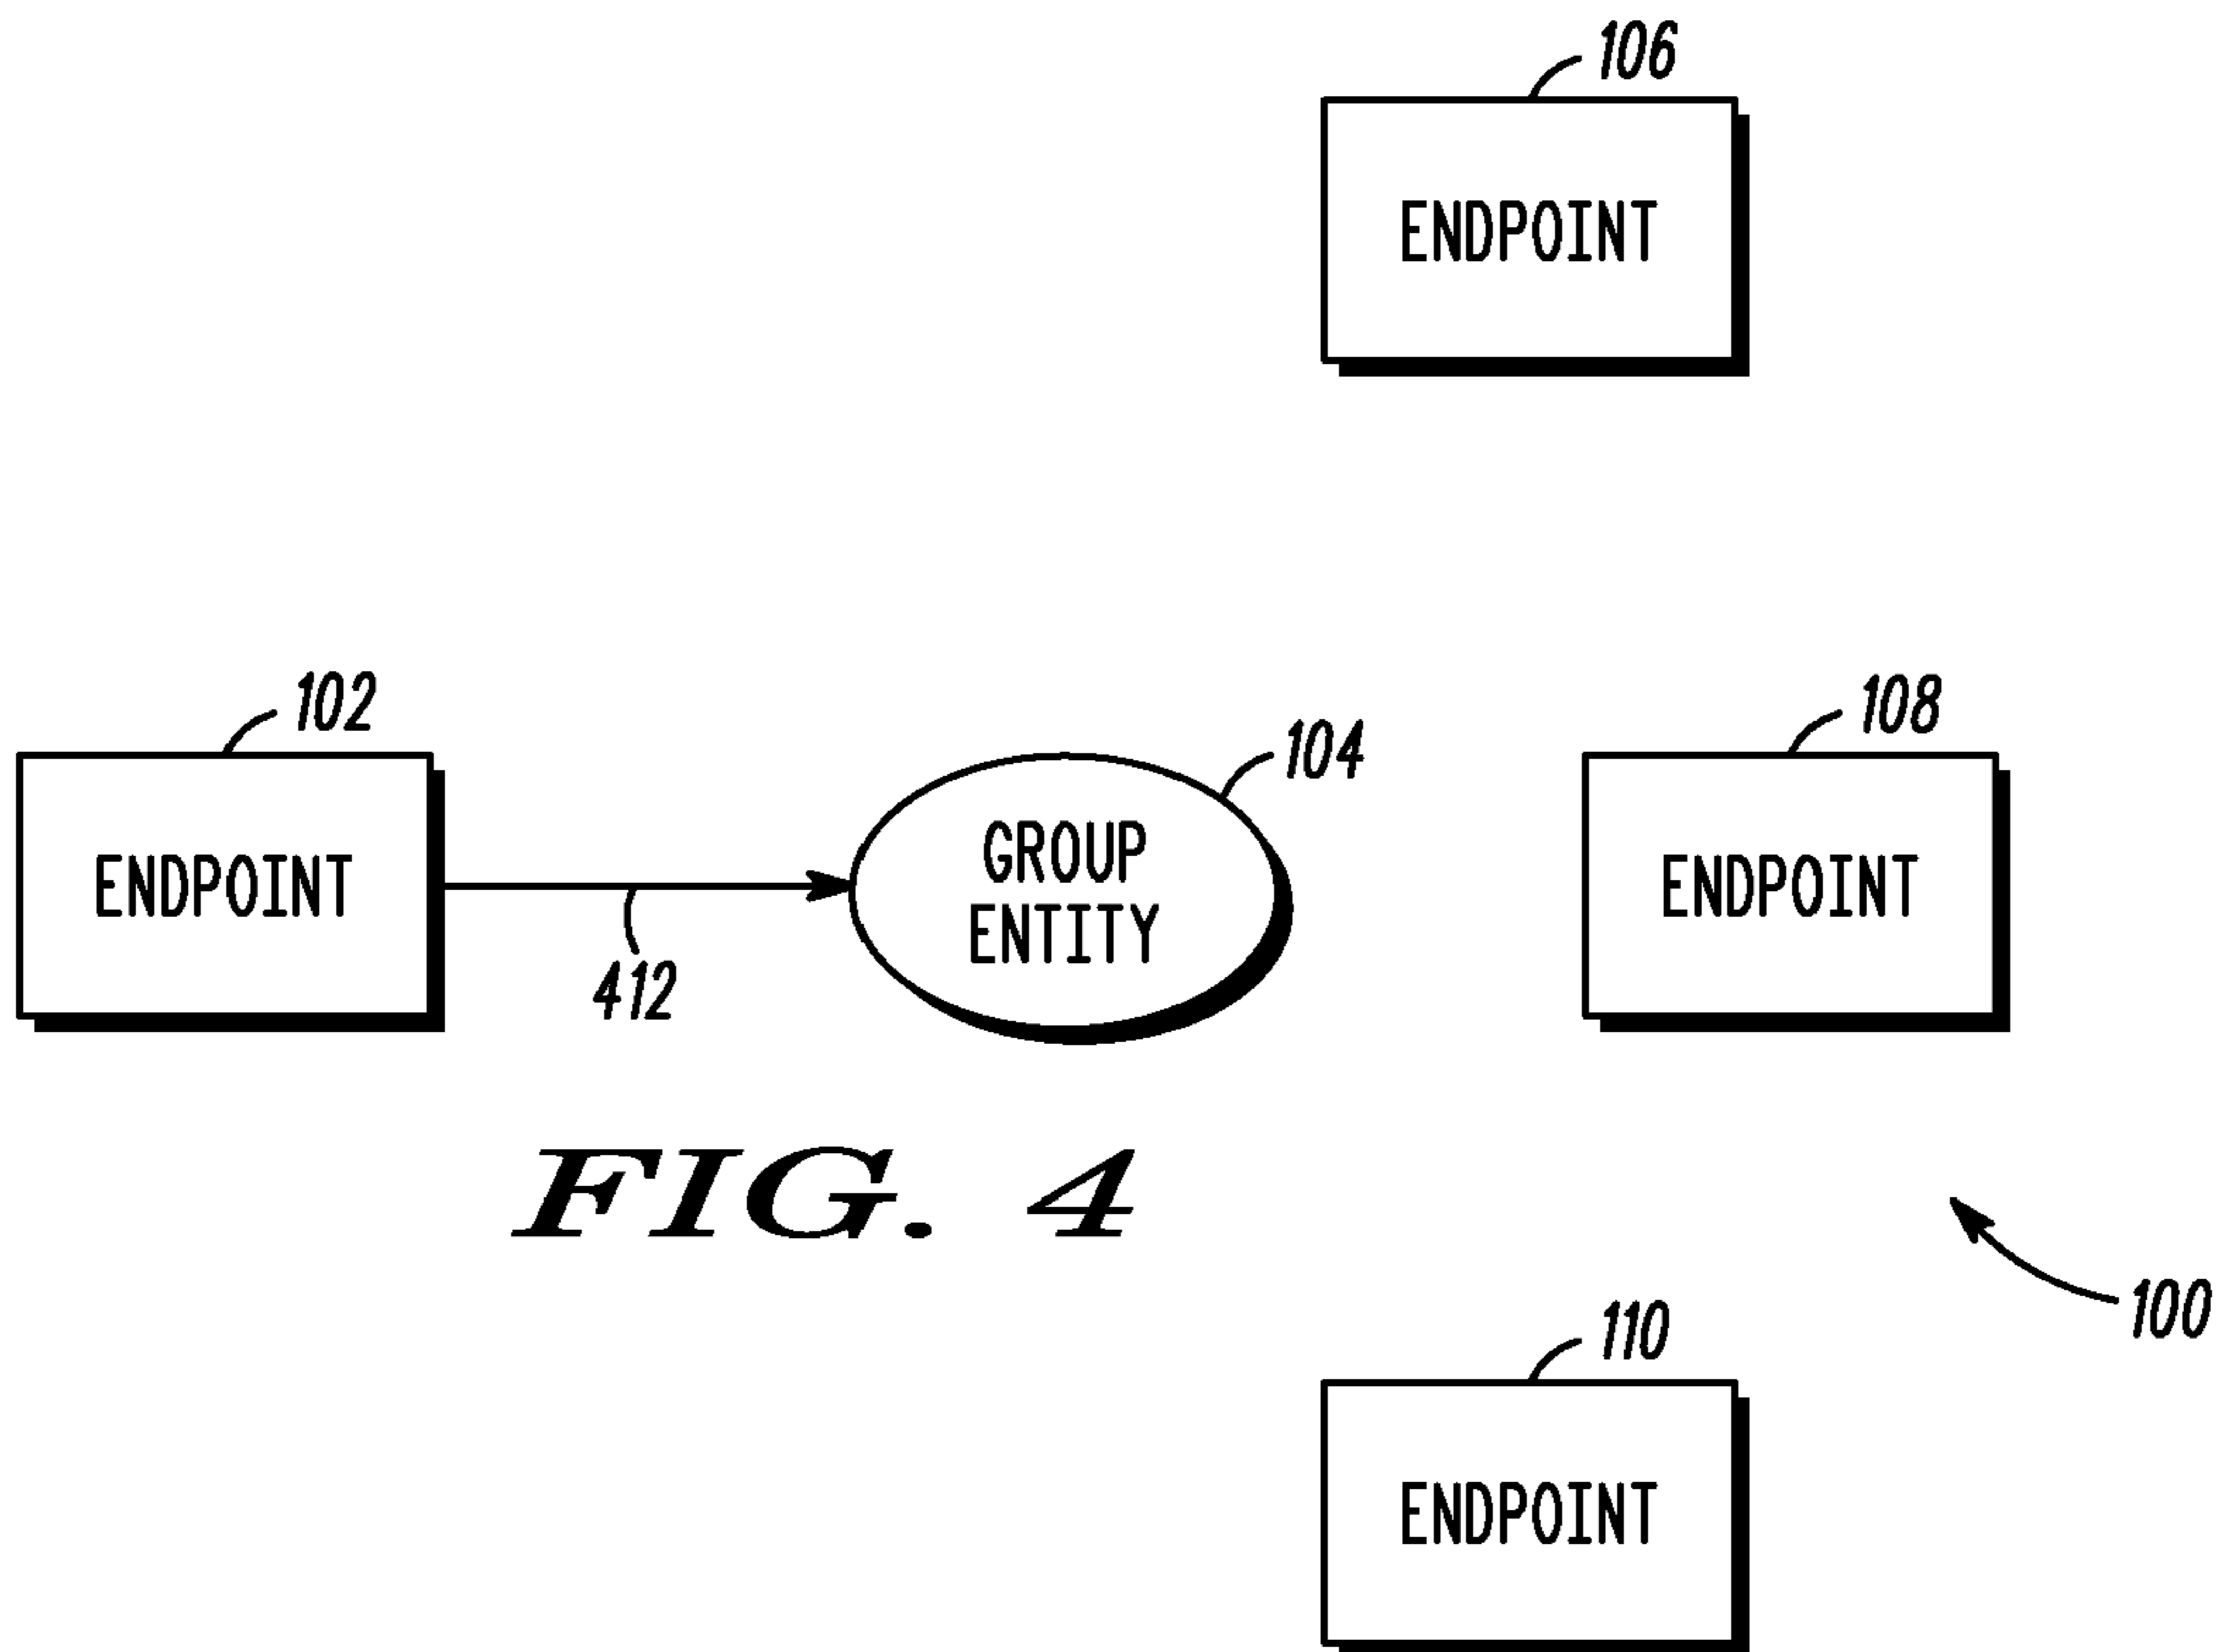 106
ENDPOINT
102
108
104
ENDPOINT
GROUP
ENTITY
ENDPOINT
412
FIG. 4
100
110
ENDPOINT